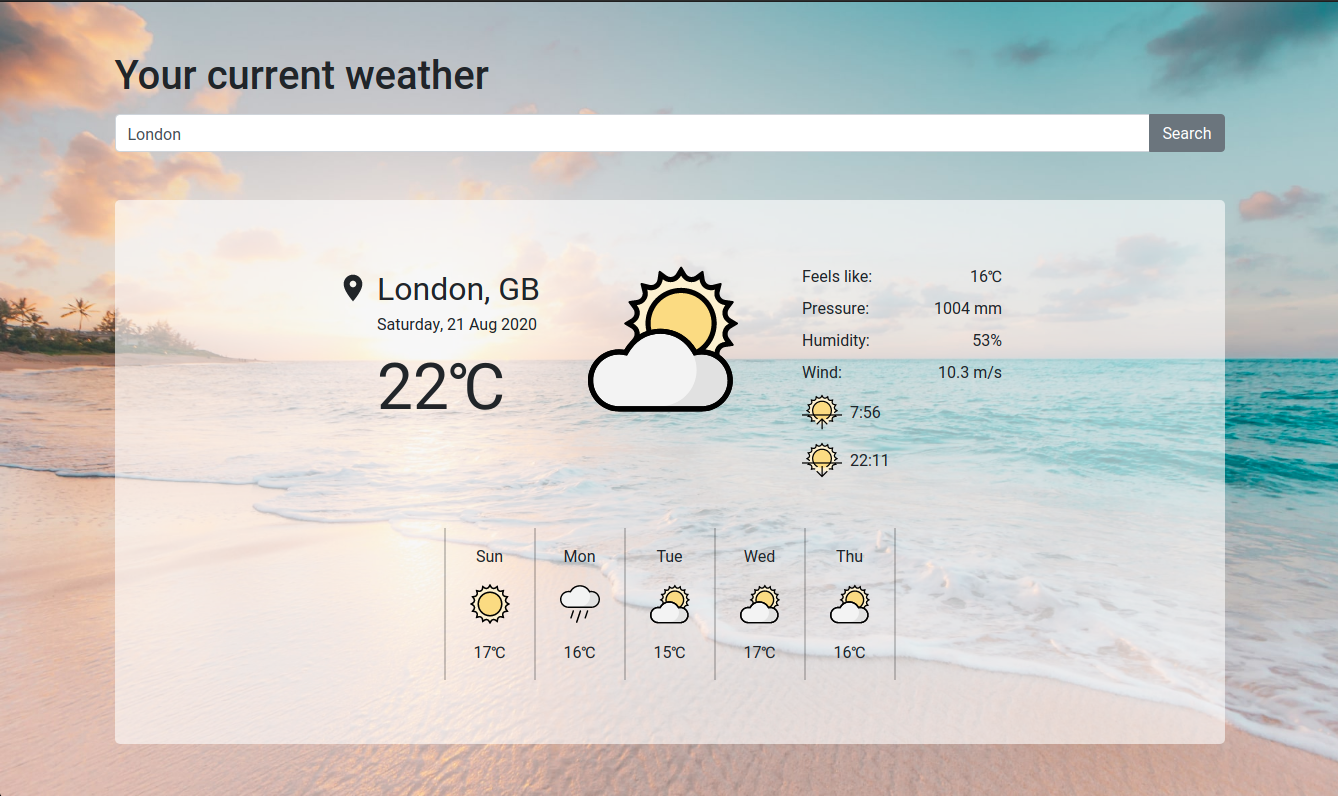 Your current weather
London
Search
London, GB
Saturday, 21 Aug 2020
22℃
Feels like: 16℃
Pressure: 1004 mm
Humidity: 53%
Wind: 10.3 m/s
7:56
22:11
Sun Mon Tue Wed Thu
17℃ 16℃ 15℃ 17℃ 16℃